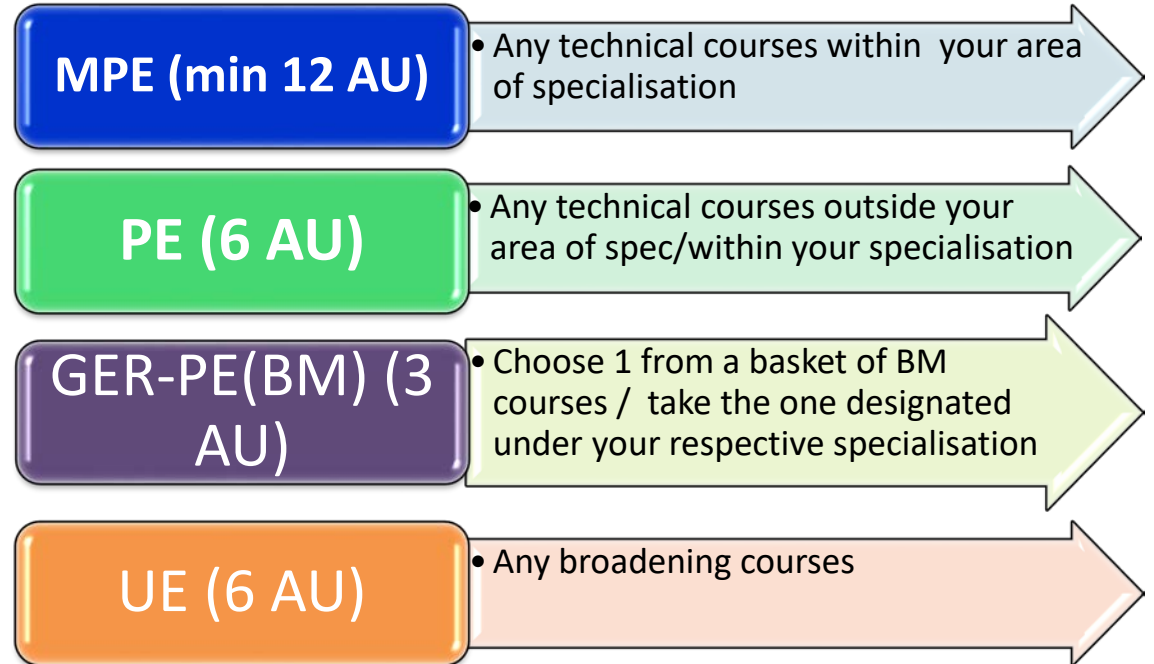 MPE (min 12 AU)
• Any technical courses within your area
of specialisation
PE (6 AU)
• Any technical courses outside your
area of spec/within your specialisation
GER-PE(BM) (3
AU)
• Choose 1 from a basket of BM
courses / take the one designated
under your respective specialisation
UE (6 AU)
• Any broadening courses